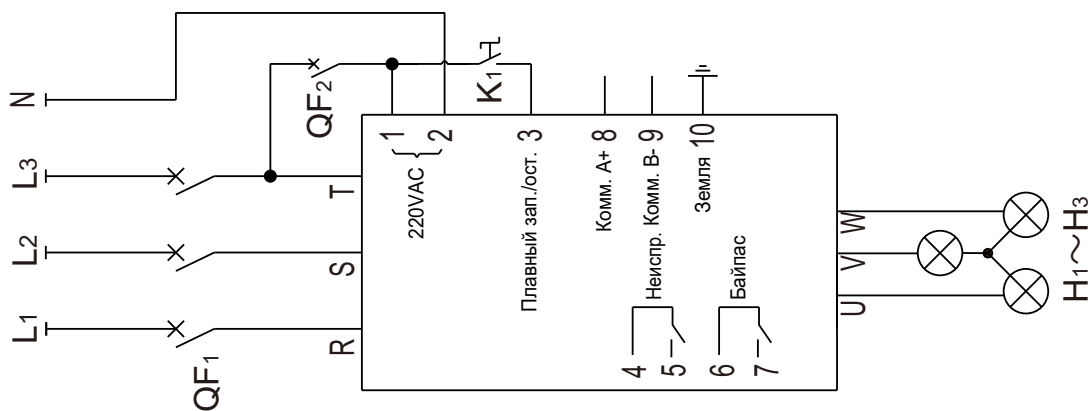 N
L3
L2
L1
QF2
QF1
K1
T
S
R
1
2
220VAC
3
Плавный зап./ост.
8
Комм. A+
9
Комм. B-
10
Земля
Неиспр.
4
5
Байпас
6
7
W
V
U
H1~H3